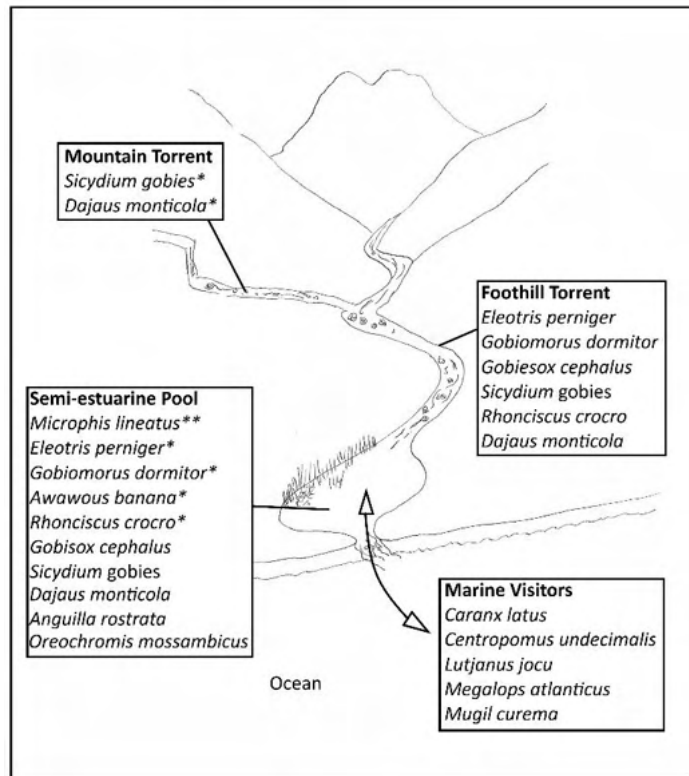 Mountain Torrent
Sicydium gobies*
Dajaus monticola*
Foothill Torrent
Eleotris perniger
Gobiomorus dormitor
Gobiesox cephalus
Sicydium gobies
Rhonciscus crocro
Dajaus monticola
Semi-estuarine Pool
Microphis lineatus**
Eleotris perniger*
Gobiomorus dormitor*
Awawous banana*
Rhonciscus crocro*
Gobisox cephalus
Sicydium gobies
Dajaus monticola
Anguilla rostrata
Oreochromis mossambicus
Marine Visitors
Caranx latus
Centropomus undecimalis
Lutjanus jocu
Megalops atlanticus
Mugil curema
Ocean